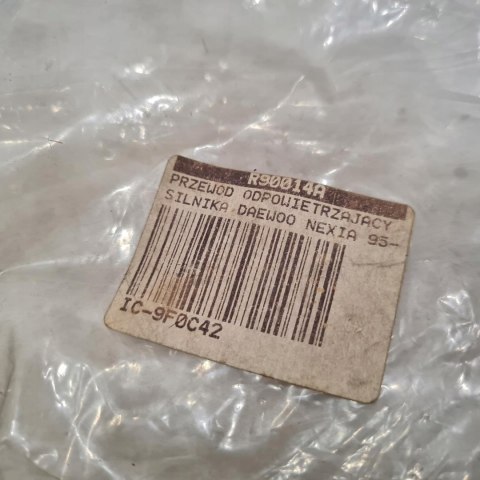 R90014A
PRZEWOD ODPOWIETRZAJACY
SILNIKA DAEWOO NEXIA 95-
IC-9F0C42